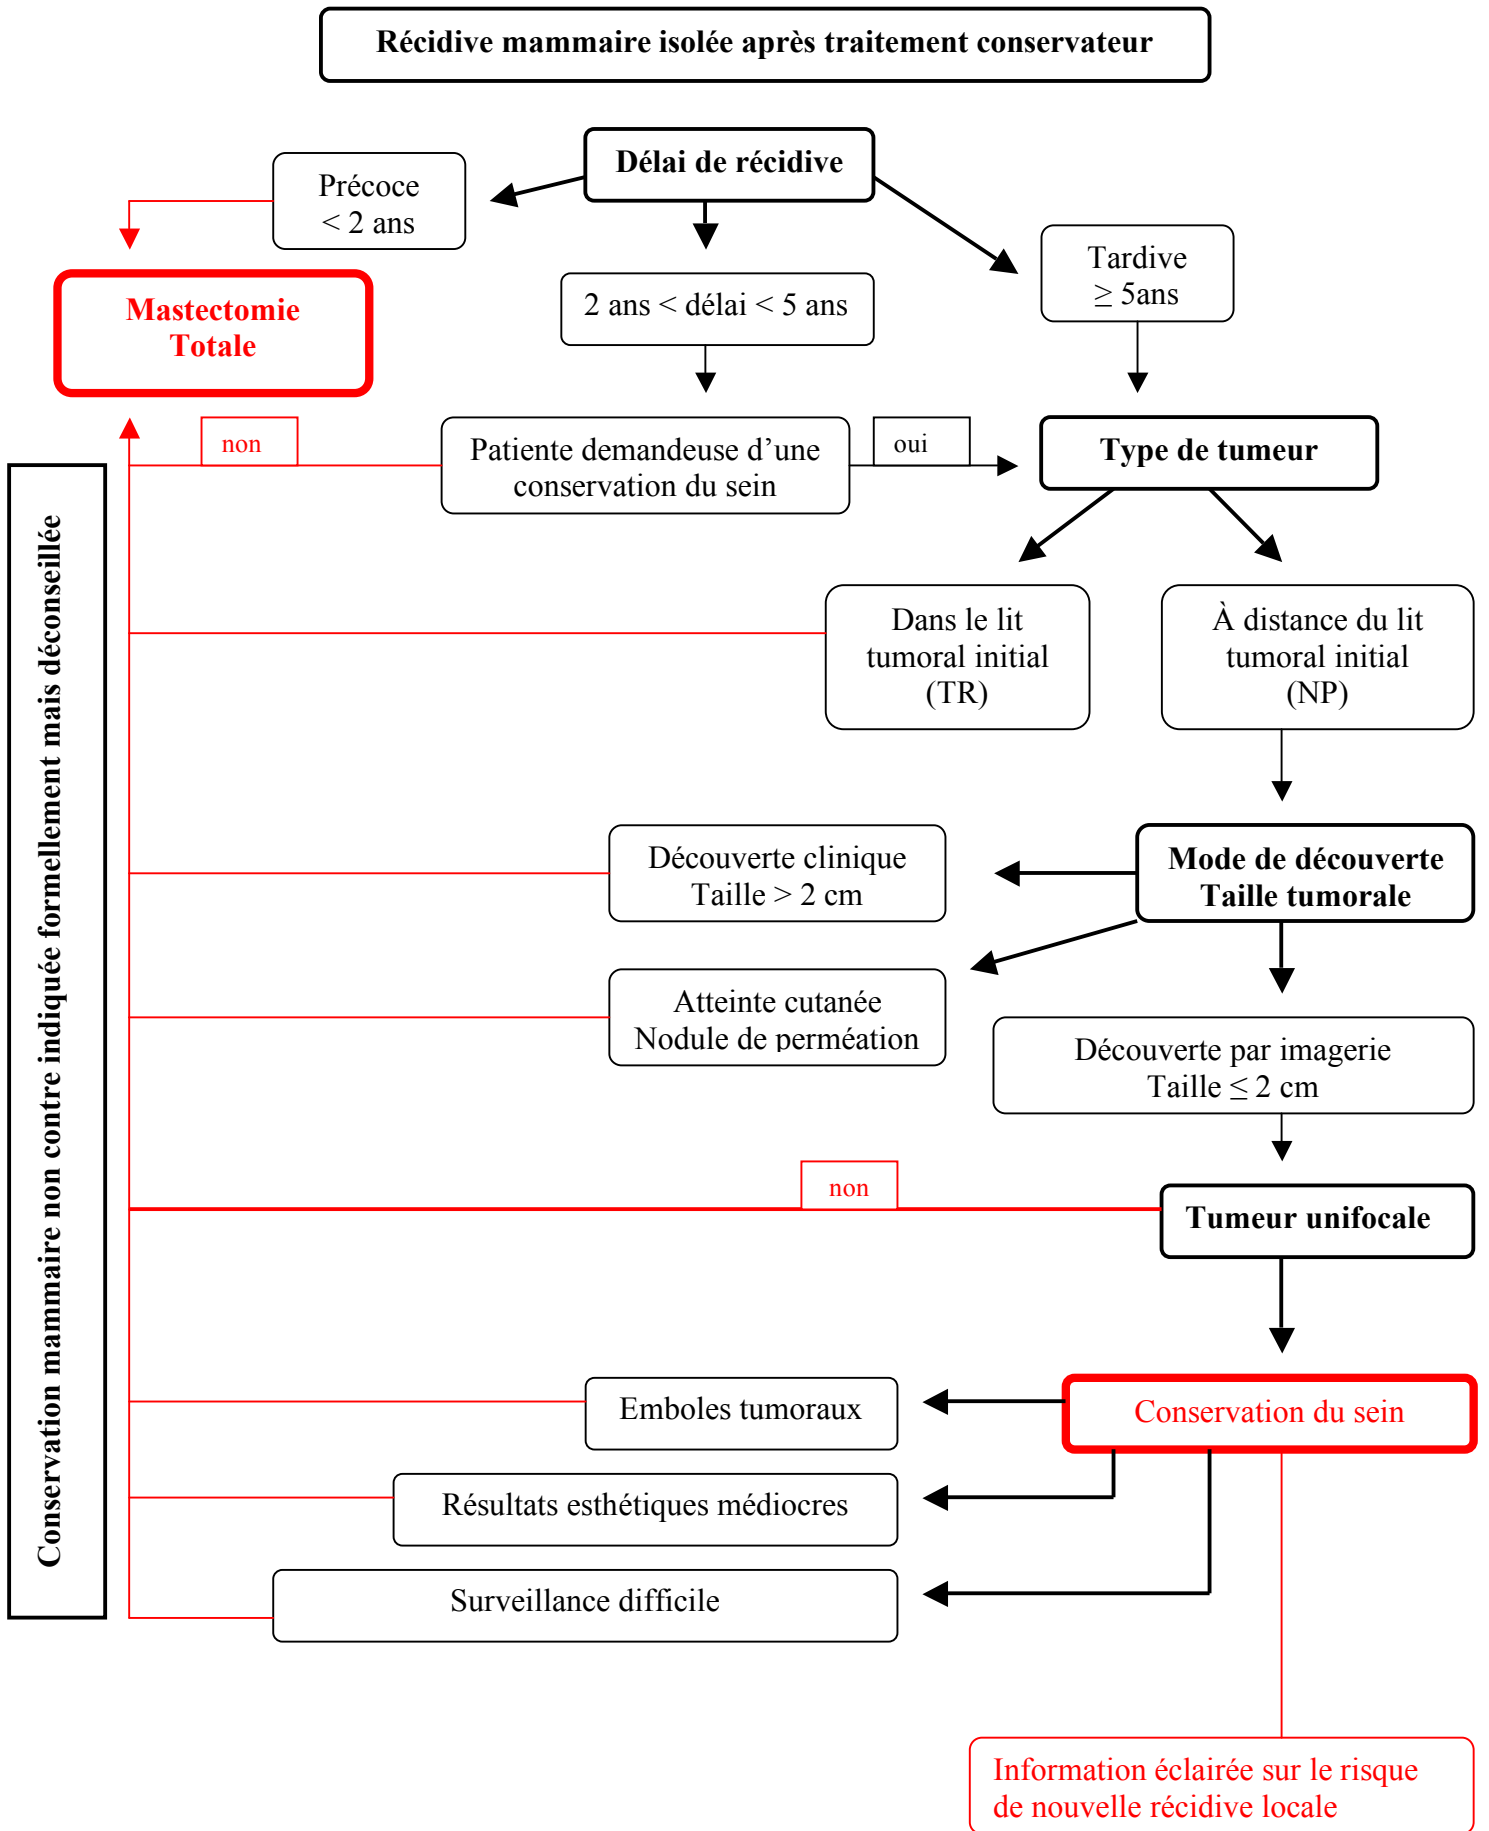 Récidive mammaire isolée après traitement conservateur
Délai de récidive
Précoce
< 2 ans
Tardive
≥ 5ans
2 ans < délai < 5 ans
Mastectomie
Totale
non
Patiente demandeuse d’une
conservation du sein
oui
Type de tumeur
Conservation mammaire non contre indiquée formellement mais déconseillée
Dans le lit
tumoral initial
(TR)
À distance du lit
tumoral initial
(NP)
Découverte clinique
Taille > 2 cm
Mode de découverte
Taille tumorale
Atteinte cutanée
Nodule de perméation
Découverte par imagerie
Taille ≤ 2 cm
non
Tumeur unifocale
Emboles tumoraux
Conservation du sein
Résultats esthétiques médiocres
Surveillance difficile
Information éclairée sur le risque
de nouvelle récidive locale